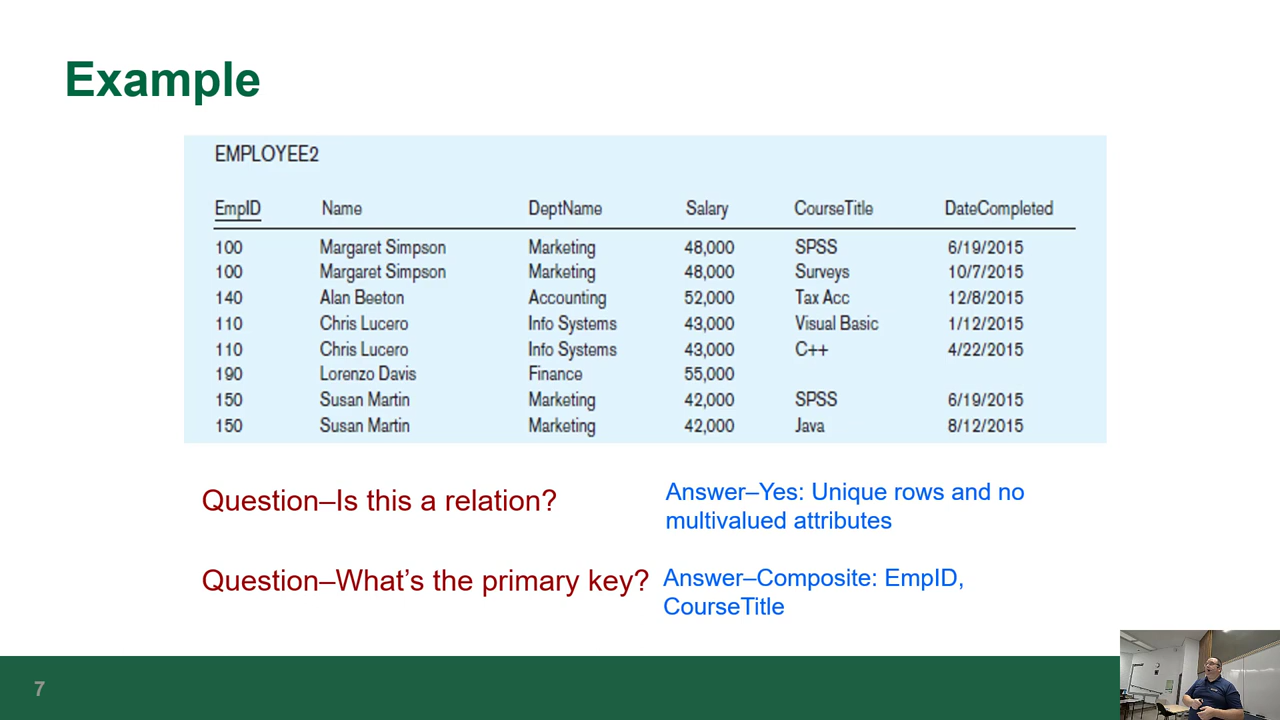 Example
EMPLOYEE2
EmpID Name DeptName Salary CourseTitle DateCompleted
100 Margaret Simpson Marketing 48,000 SPSS 6/19/2015
100 Margaret Simpson Marketing 48,000 Surveys 10/7/2015
140 Alan Beeton Accounting 52,000 Tax Acc 12/8/2015
110 Chris Lucero Info Systems 43,000 Visual Basic 1/12/2015
110 Chris Lucero Info Systems 43,000 C++ 4/22/2015
190 Lorenzo Davis Finance 55,000
150 Susan Martin Marketing 42,000 SPSS 6/19/2015
150 Susan Martin Marketing 42,000 Java 8/12/2015
Question–Is this a relation?
Answer–Yes: Unique rows and no
multivalued attributes
Question–What’s the primary key?
Answer–Composite: EmpID,
CourseTitle
7